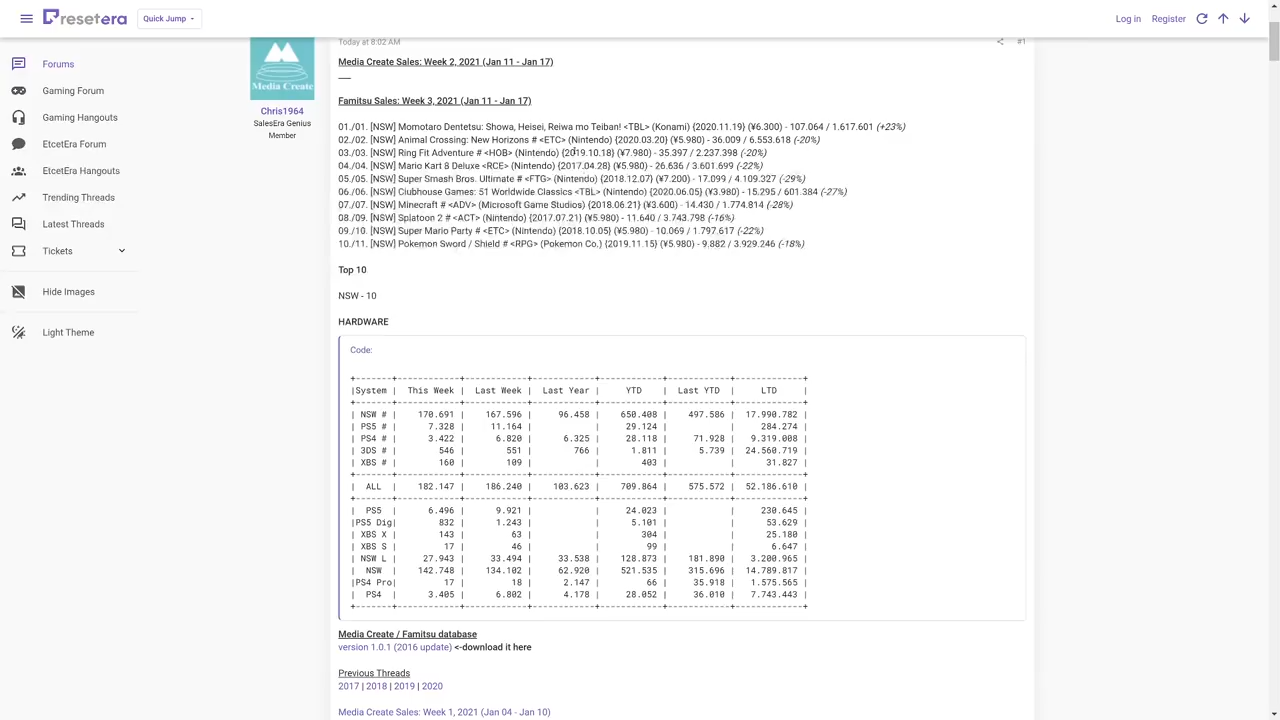 resetera
Quick Jump
Log in
Register
Today at 8:02 AM
#1
Forums
Gaming Forum
Gaming Hangouts
EtcetEra Forum
EtcetEra Hangouts
Trending Threads
Latest Threads
Tickets
Hide Images
Light Theme
Media Create
Chris1964
SalesEra Genius
Member
Media Create Sales: Week 2, 2021 (Jan 11 - Jan 17)
Famitsu Sales: Week 3, 2021 (Jan 11 - Jan 17)
01./01. [NSW] Momotaro Dentetsu: Showa, Heisei, Reiwa mo Teiban! <TBL> (Konami) {2020.11.19} (¥6.300) - 107.064 / 1.617.601 (+23%)
02./02. [NSW] Animal Crossing: New Horizons # <ETC> (Nintendo) {2020.03.20} (¥5.980) - 36.009 / 6.553.618 (-20%)
03./03. [NSW] Ring Fit Adventure # <HOB> (Nintendo) {2019.10.18} (¥7.980) - 35.397 / 2.237.398 (-20%)
04./04. [NSW] Mario Kart 8 Deluxe <RCE> (Nintendo) {2017.04.28} (¥5.980) - 26.636 / 3.601.699 (-22%)
05./05. [NSW] Super Smash Bros. Ultimate # <FTG> (Nintendo) {2018.12.07} (¥7.200) - 17.099 / 4.109.327 (-29%)
06./06. [NSW] Clubhouse Games: 51 Worldwide Classics <TBL> (Nintendo) {2020.06.05} (¥3.980) - 15.295 / 601.384 (-27%)
07./07. [NSW] Minecraft # <ADV> (Microsoft Game Studios) {2018.06.21} (¥3.600) - 14.430 / 1.774.814 (-28%)
08./09. [NSW] Splatoon 2 # <ACT> (Nintendo) {2017.07.21} (¥5.980) - 11.640 / 3.743.798 (-16%)
09./10. [NSW] Super Mario Party # <ETC> (Nintendo) {2018.10.05} (¥5.980) - 10.069 / 1.797.617 (-22%)
10./11. [NSW] Pokemon Sword / Shield # <RPG> (Pokemon Co.) {2019.11.15} (¥5.980) - 9.882 / 3.929.246 (-18%)
Top 10
NSW - 10
HARDWARE
Code:
+-------+------------+------------+------------+------------+------------+------------+
|System | This Week | Last Week | Last Year | YTD | Last YTD | LTD |
+-------+------------+------------+------------+------------+------------+------------+
| NSW # | 170.691 | 167.596 | 96.458 | 650.408 | 497.586 | 17.990.782 |
| PS5 # | 7.328 | 11.164 | | 29.124 | | 284.274 |
| PS4 # | 3.422 | 6.820 | 6.325 | 28.118 | 71.928 | 9.319.008 |
| 3DS # | 546 | 551 | 766 | 1.811 | 5.739 | 24.560.719 |
| XBS # | 160 | 109 | | 403 | | 31.827 |
+-------+------------+------------+------------+------------+------------+------------+
| ALL | 182.147 | 186.240 | 103.623 | 709.864 | 575.572 | 52.186.610 |
+-------+------------+------------+------------+------------+------------+------------+
| PS5 | 6.496 | 9.921 | | 24.023 | | 230.645 |
|PS5 Dig| 832 | 1.243 | | 5.101 | | 53.629 |
| XBS X | 143 | 63 | | 304 | | 25.180 |
| XBS S | 17 | 46 | | 99 | | 6.647 |
| NSW L | 27.943 | 33.494 | 33.538 | 128.873 | 181.890 | 3.200.965 |
| NSW | 142.748 | 134.102 | 62.920 | 521.535 | 315.696 | 14.789.817 |
|PS4 Pro| 17 | 18 | 2.147 | 66 | 35.918 | 1.575.565 |
| PS4 | 3.405 | 6.802 | 4.178 | 28.052 | 36.010 | 7.743.443 |
+-------+------------+------------+------------+------------+------------+------------+
Media Create / Famitsu database
version 1.0.1 (2016 update) <-download it here
Previous Threads
2017 | 2018 | 2019 | 2020
Media Create Sales: Week 1, 2021 (Jan 04 - Jan 10)